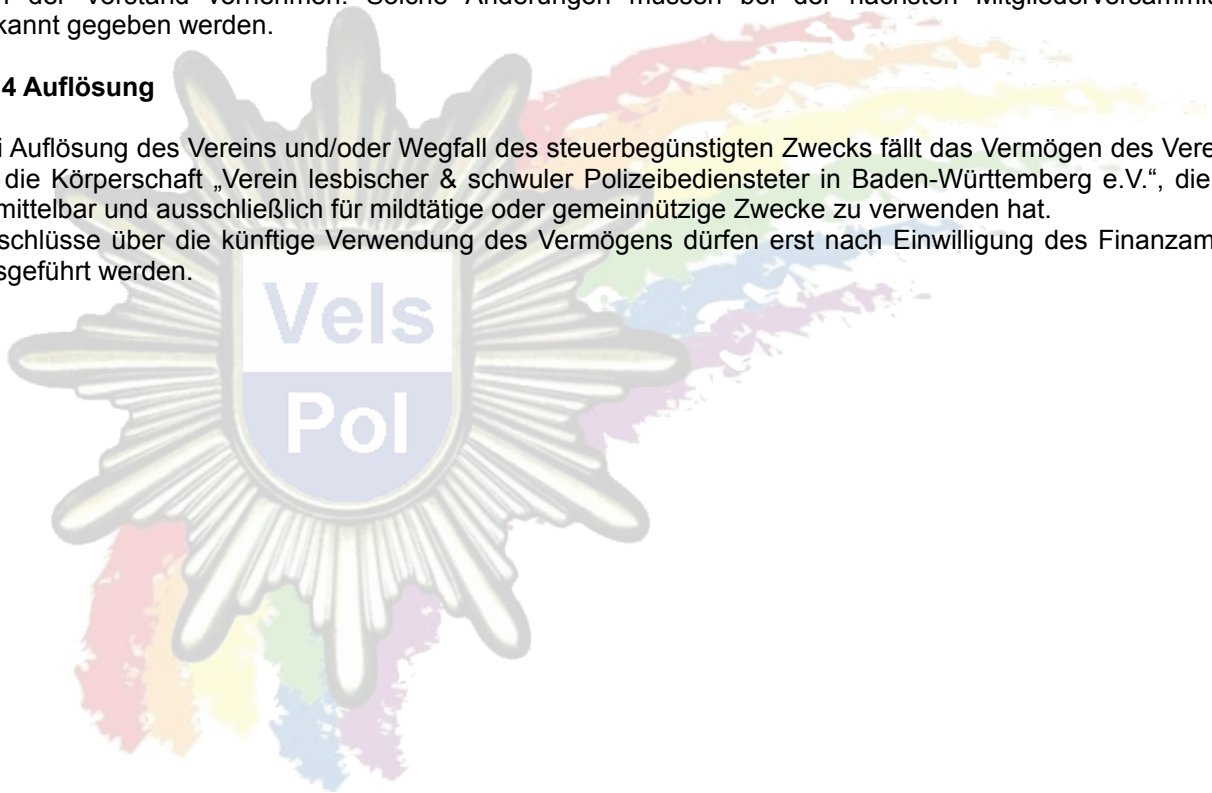 der Vorstand vornehmen. Solche Änderungen müssen bei der nächsten
kannt gegeben werden.
4 Auflösung
i Auflösung des Vereins und/oder Wegfall des steuerbegünstigten Zwecks fällt das Vermögen des Vere
die Körperschaft „Verein lesbischer & schwuler Polizeibediensteter in Baden-Württemberg e.V.“, die
mittelbar und ausschließlich für mildtätige oder gemeinnützige Zwecke zu verwenden hat.
schlüsse über die künftige Verwendung des Vermögens dürfen erst nach Einwilligung des Finanzam
sgeführt werden.
Vels
Pol